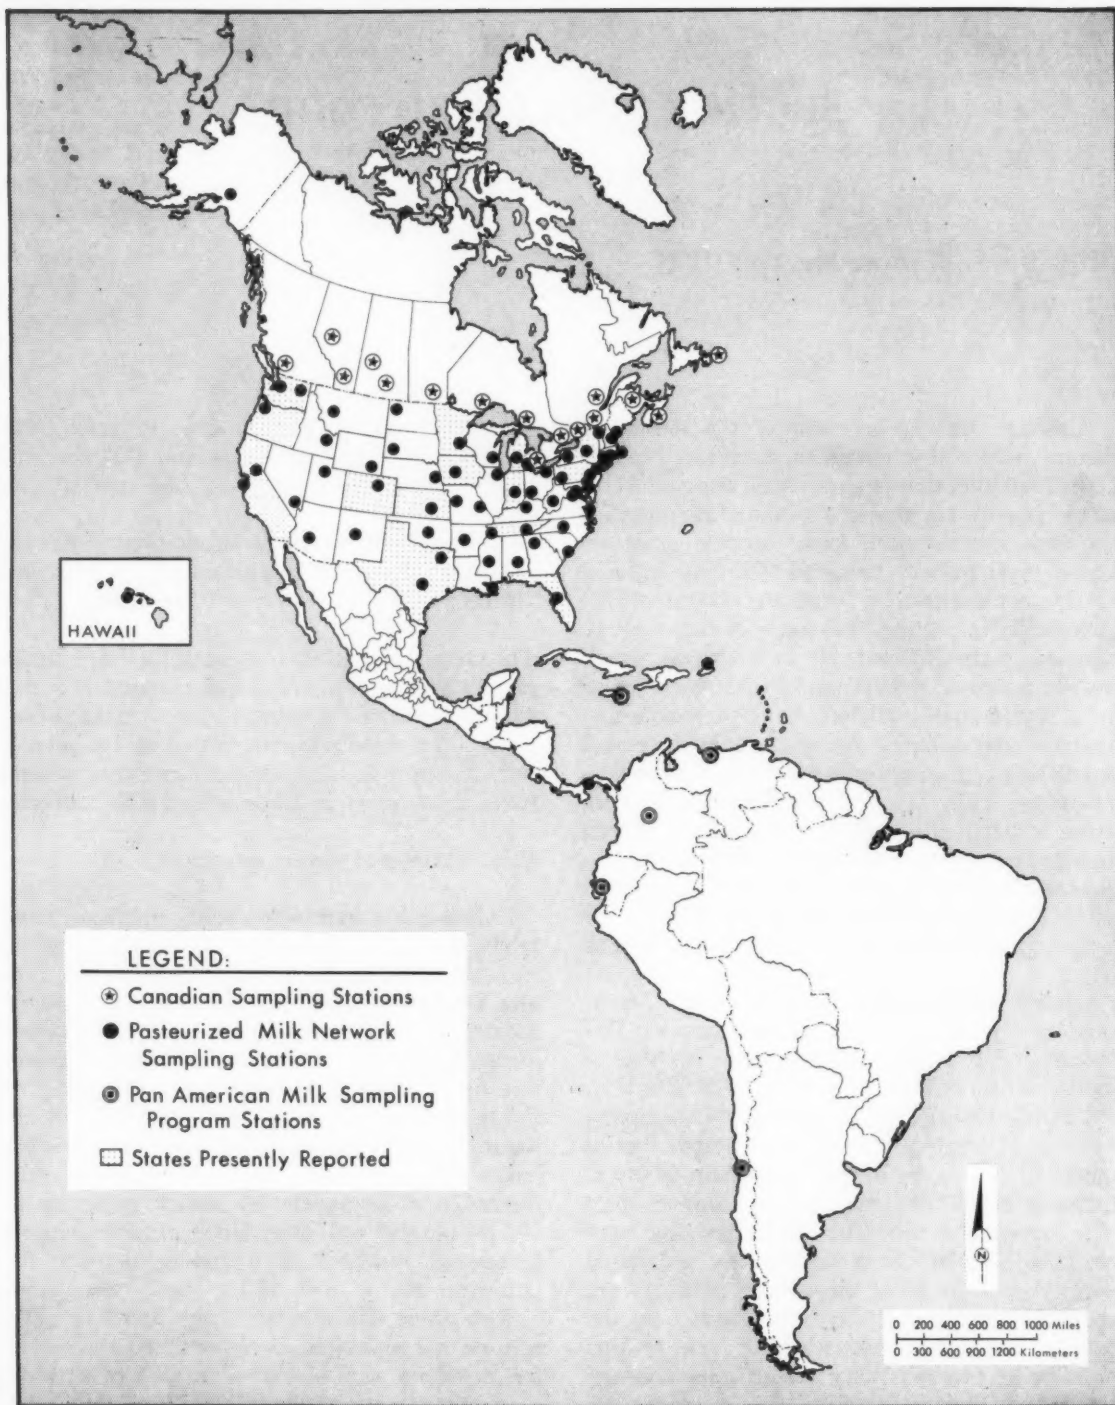 HAWAII
LEGEND:
Canadian Sampling Stations
Pasteurized Milk Network
Sampling Stations
Pan American Milk Sampling
Program Stations
States Presently Reported
N
0 200 400 600 800 1000 Miles
0 300 600 900 1200 Kilometers